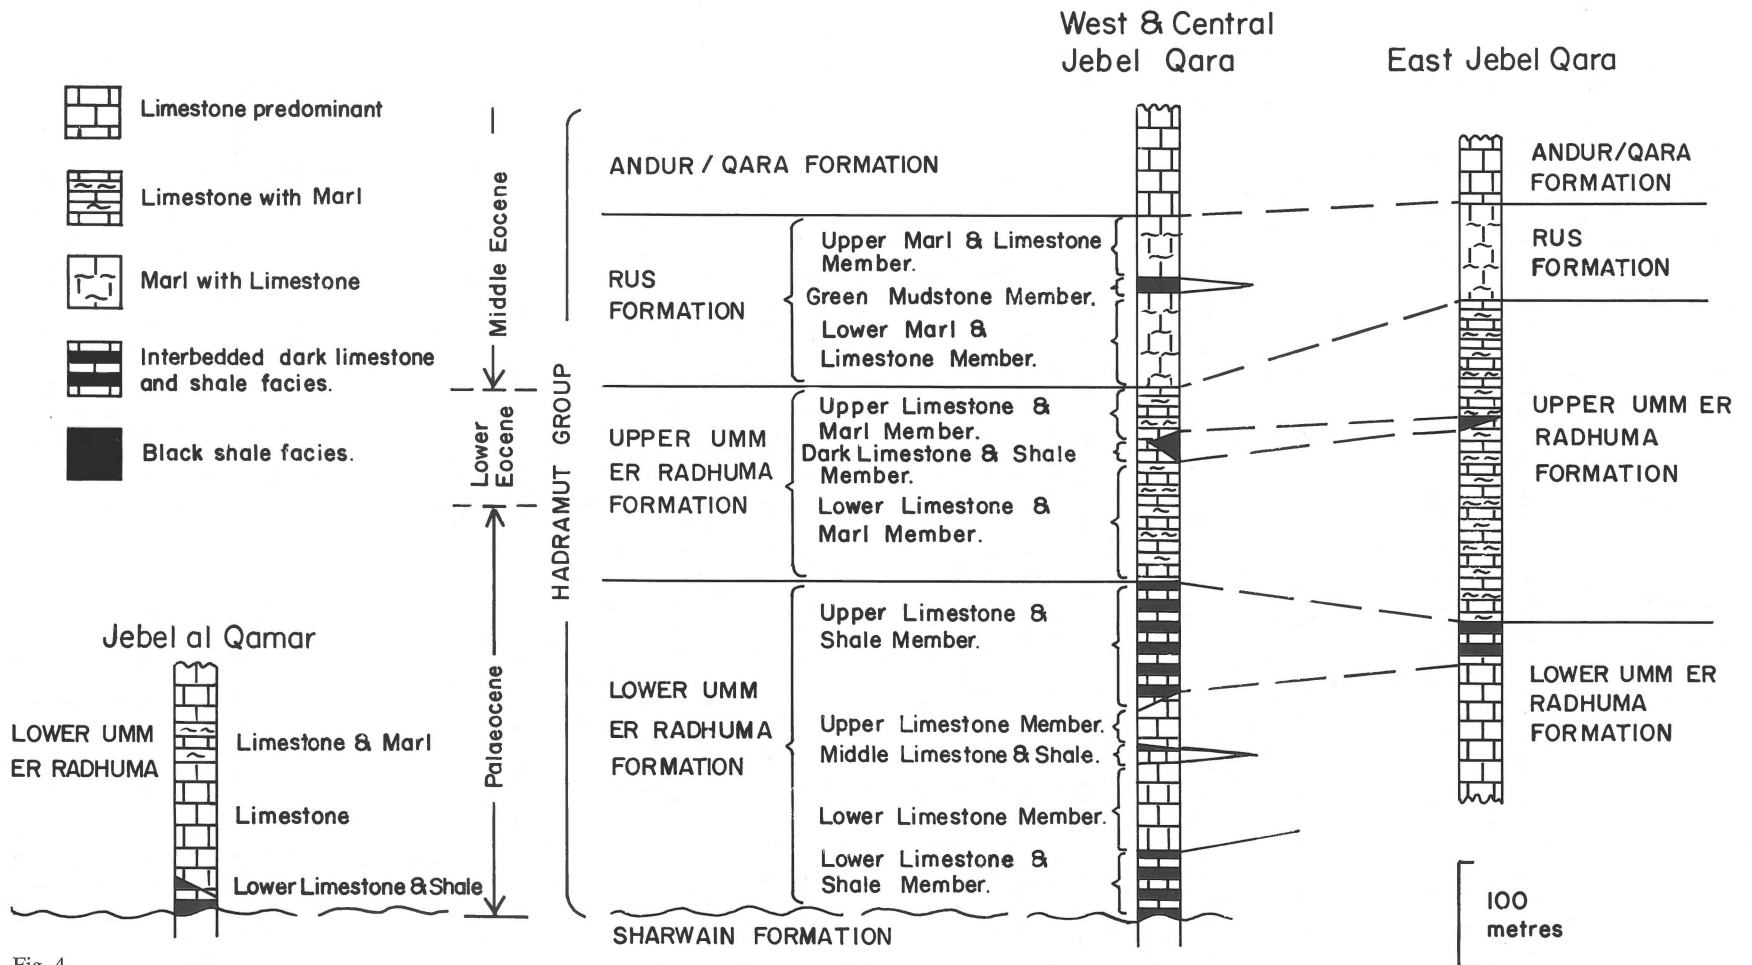 West & Central
Jebel Qara
East Jebel Qara
Limestone predominant
Limestone with Marl
Marl with Limestone
Interbedded dark limestone
and shale facies.
Black shale facies.
Middle Eocene
Lower
Eocene
Palaeocene
HADRAMUT GROUP
ANDUR / QARA FORMATION
RUS
FORMATION
Upper Marl & Limestone
Member.
Green Mudstone Member.
Lower Marl &
Limestone Member.
UPPER UMM
ER RADHUMA
FORMATION
Upper Limestone &
Marl Member.
Dark Limestone & Shale
Member.
Lower Limestone &
Marl Member.
LOWER UMM
ER RADHUMA
FORMATION
Upper Limestone &
Shale Member.
Upper Limestone Member.
Middle Limestone & Shale.
Lower Limestone Member.
Lower Limestone &
Shale Member.
SHARWAIN FORMATION
ANDUR/QARA
FORMATION
RUS
FORMATION
UPPER UMM ER
RADHUMA
FORMATION
LOWER UMM ER
RADHUMA
FORMATION
Jebel al Qamar
LOWER UMM
ER RADHUMA
Limestone & Marl
Limestone
Lower Limestone & Shale
100
metres
Fig. 4